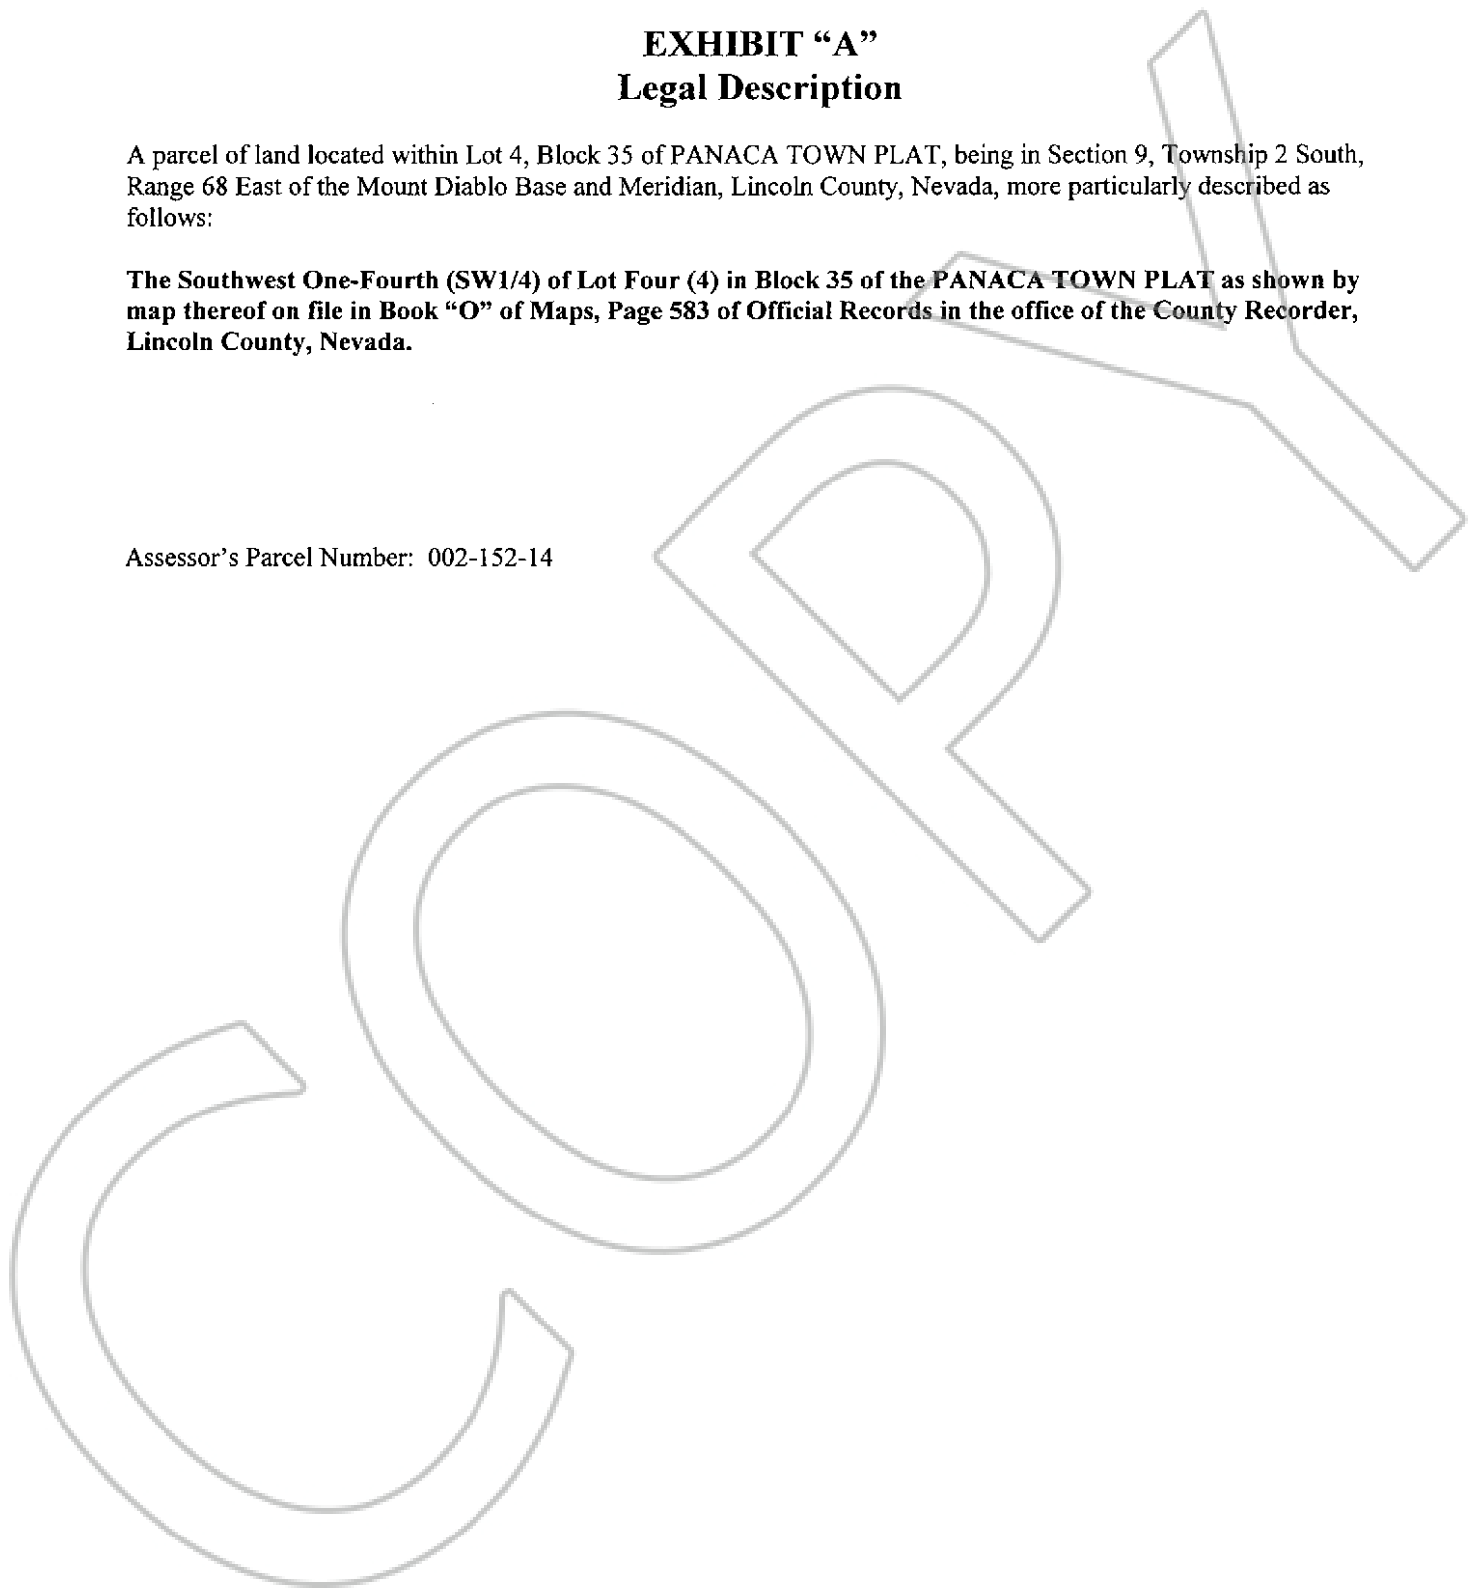 EXHIBIT “A”
Legal Description
A parcel of land located within Lot 4, Block 35 of PANACA TOWN PLAT, being in Section 9, Township 2 South,
Range 68 East of the Mount Diablo Base and Meridian, Lincoln County, Nevada, more particularly described as
follows:
The Southwest One-Fourth (SW1/4) of Lot Four (4) in Block 35 of the PANACA TOWN PLAT as shown by
map thereof on file in Book “O” of Maps, Page 583 of Official Records in the office of the County Recorder,
Lincoln County, Nevada.
Assessor’s Parcel Number: 002-152-14
COPY